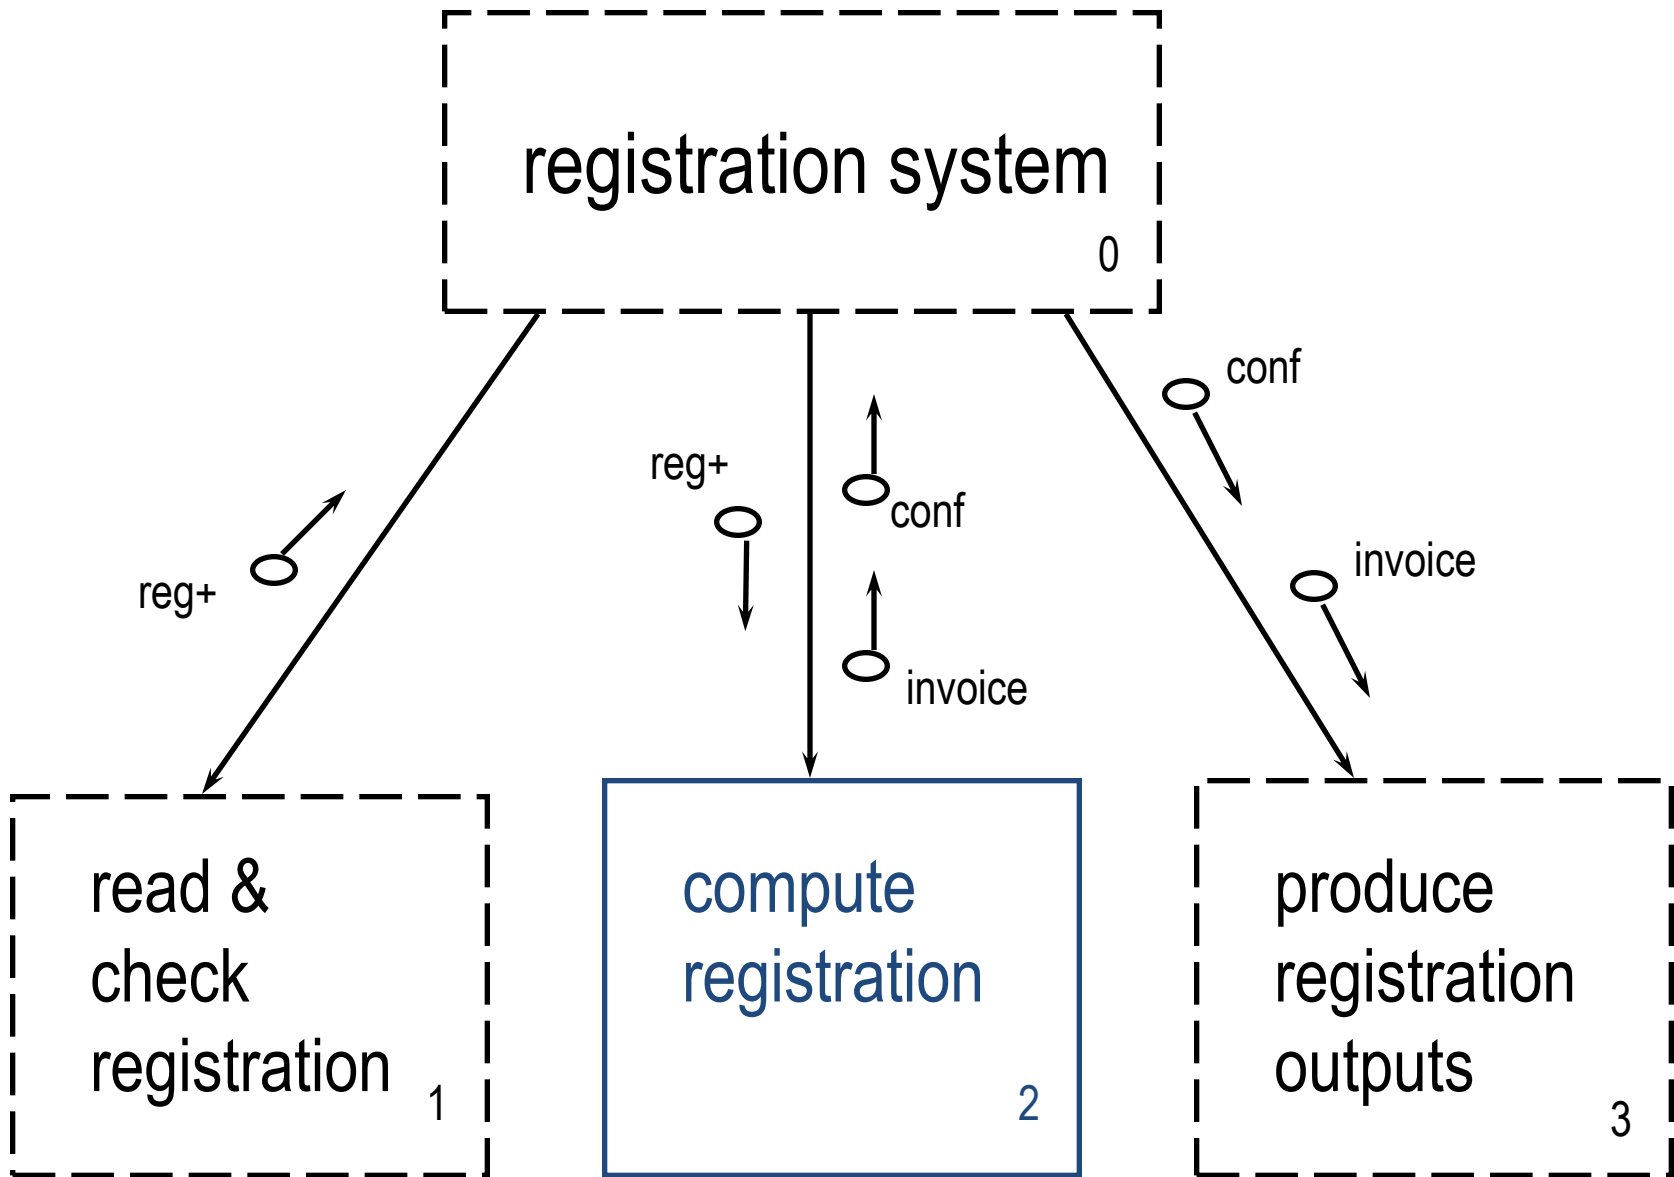 registration system
0
conf
reg+
conf
invoice
reg+
invoice
read &
check
registration
1
compute
registration
2
produce
registration
outputs
3